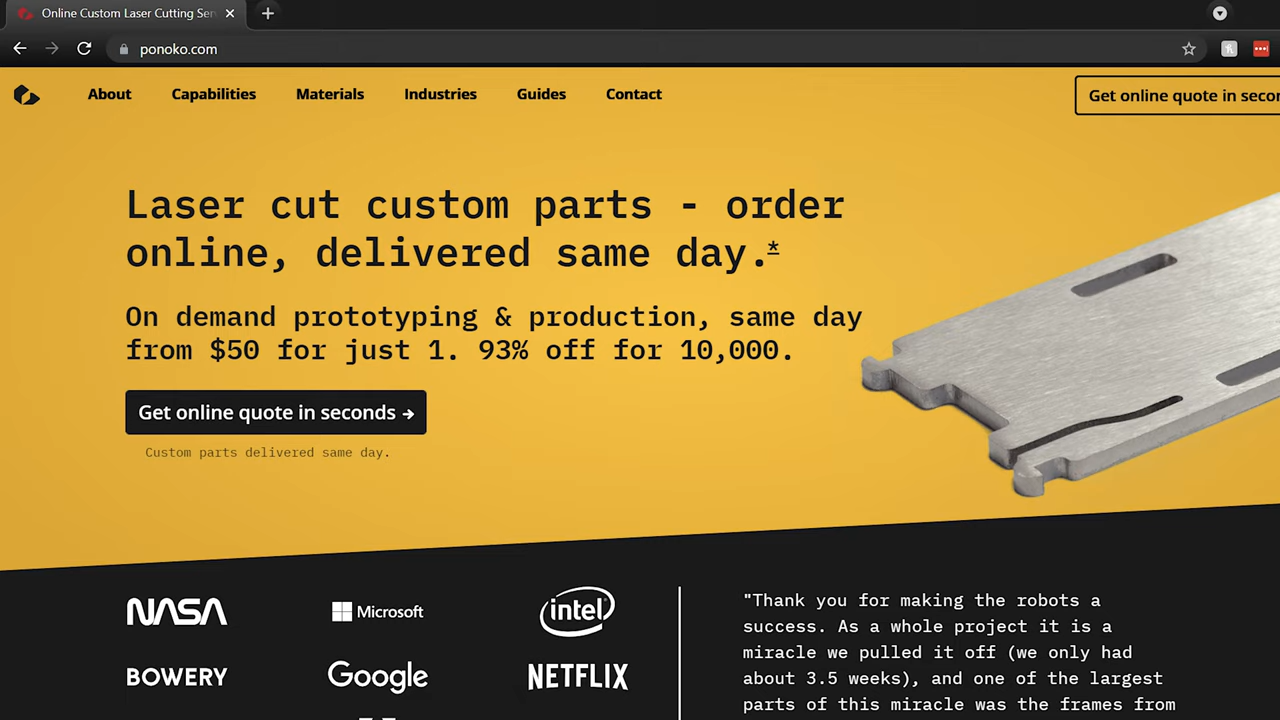 Online Custom Laser Cutting Ser
ponoko.com
About Capabilities Materials Industries Guides Contact
Get online quote in secon
Laser cut custom parts - order
online, delivered same day.*
On demand prototyping & production, same day
from $50 for just 1. 93% off for 10,000.
Get online quote in seconds →
Custom parts delivered same day.
NASA Microsoft intel
BOWERY Google NETFLIX
"Thank you for making the robots a
success. As a whole project it is a
miracle we pulled it off (we only had
about 3.5 weeks), and one of the largest
parts of this miracle was the frames from